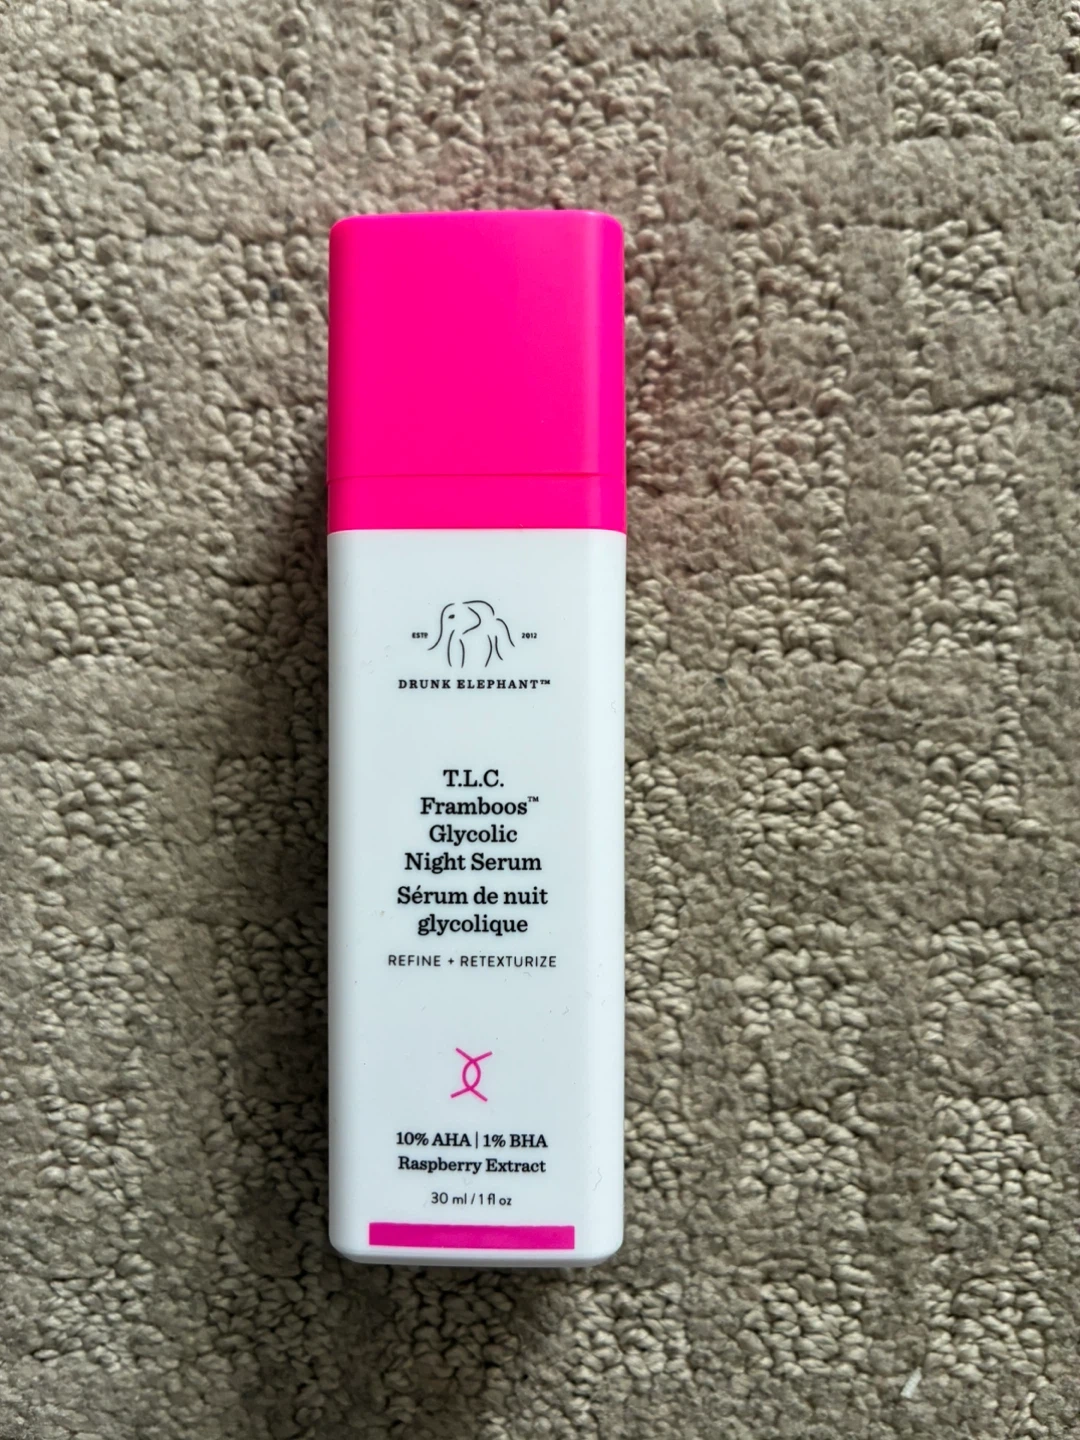 ESTD 2012
DRUNK ELEPHANT™
T.L.C.
Framboos™
Glycolic
Night Serum
Sérum de nuit
glycolique
REFINE + RETEXTURIZE
10% AHA | 1% BHA
Raspberry Extract
30 ml / 1 fl oz